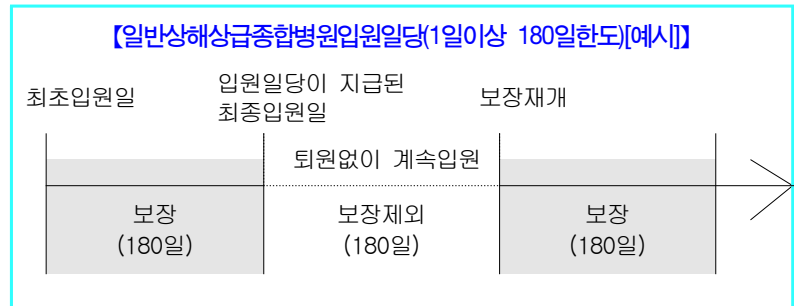 【일반상해상급종합병원입원일당(1일이상 180일한도)[예시]】
최초입원일
입원일당이 지급된
최종입원일
보장재개
퇴원없이 계속입원
보장
(180일)
보장제외
(180일)
보장
(180일)